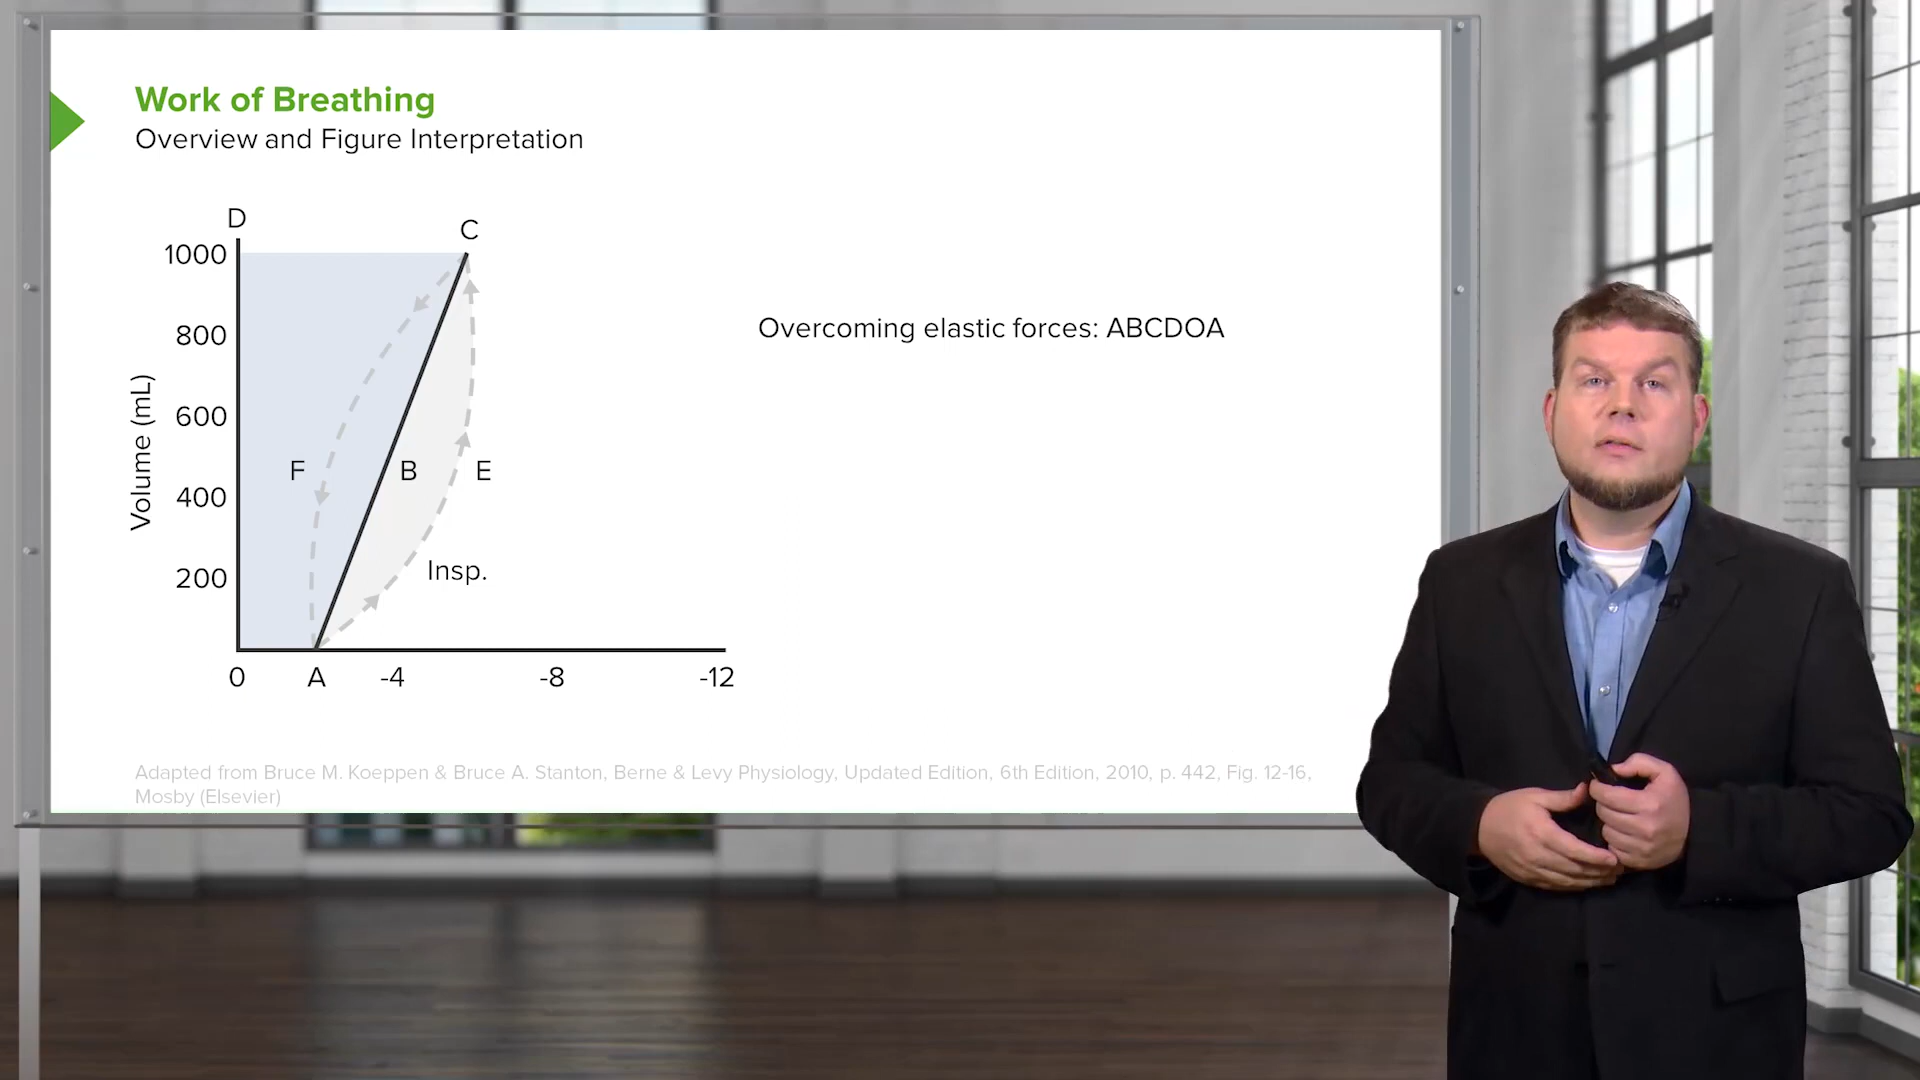 Work of Breathing
Overview and Figure Interpretation
D
C
1000
800
600
400
200
Volume (mL)
F
B
E
Insp.
0
A
-4
-8
-12
Overcoming elastic forces: ABCDOA
Adapted from Bruce M. Koeppen & Bruce A. Stanton, Berne & Levy Physiology, Updated Edition, 6th Edition, 2010, p. 442, Fig. 12-16,
Mosby (Elsevier)